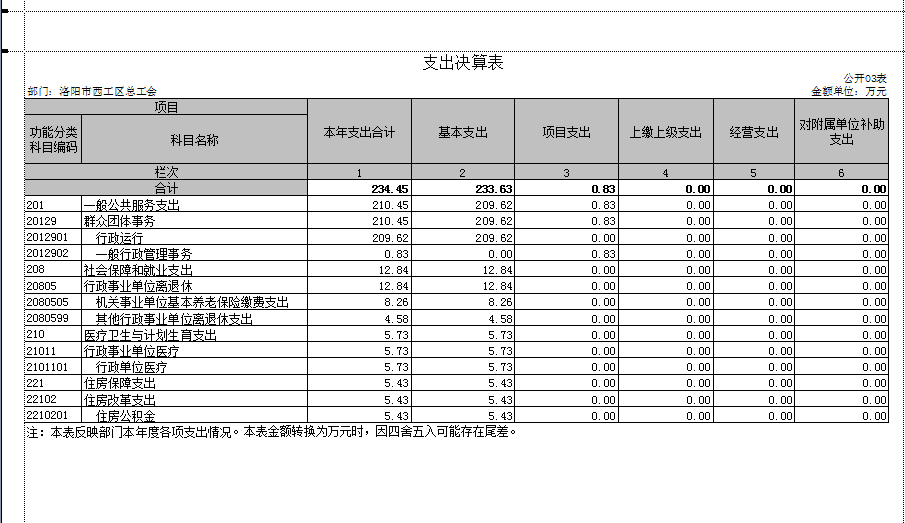 支出决算表
公开03表
部门：洛阳市西工区总工会 金额单位：万元
项目 本年支出合计 基本支出 项目支出 上缴上级支出 经营支出 对附属单位补助支出
功能分类科目编码 科目名称
栏次 1 2 3 4 5 6
合计 234.45 233.63 0.83 0.00 0.00 0.00
201 一般公共服务支出 210.45 209.62 0.83 0.00 0.00 0.00
20129 群众团体事务 210.45 209.62 0.83 0.00 0.00 0.00
2012901 行政运行 209.62 209.62 0.00 0.00 0.00 0.00
2012902 一般行政管理事务 0.83 0.00 0.83 0.00 0.00 0.00
208 社会保障和就业支出 12.84 12.84 0.00 0.00 0.00 0.00
20805 行政事业单位离退休 12.84 12.84 0.00 0.00 0.00 0.00
2080505 机关事业单位基本养老保险缴费支出 8.26 8.26 0.00 0.00 0.00 0.00
2080599 其他行政事业单位离退休支出 4.58 4.58 0.00 0.00 0.00 0.00
210 医疗卫生与计划生育支出 5.73 5.73 0.00 0.00 0.00 0.00
21011 行政事业单位医疗 5.73 5.73 0.00 0.00 0.00 0.00
2101101 行政单位医疗 5.73 5.73 0.00 0.00 0.00 0.00
221 住房保障支出 5.43 5.43 0.00 0.00 0.00 0.00
22102 住房改革支出 5.43 5.43 0.00 0.00 0.00 0.00
2210201 住房公积金 5.43 5.43 0.00 0.00 0.00 0.00
注：本表反映部门本年度各项支出情况。本表金额转换为万元时，因四舍五入可能存在尾差。